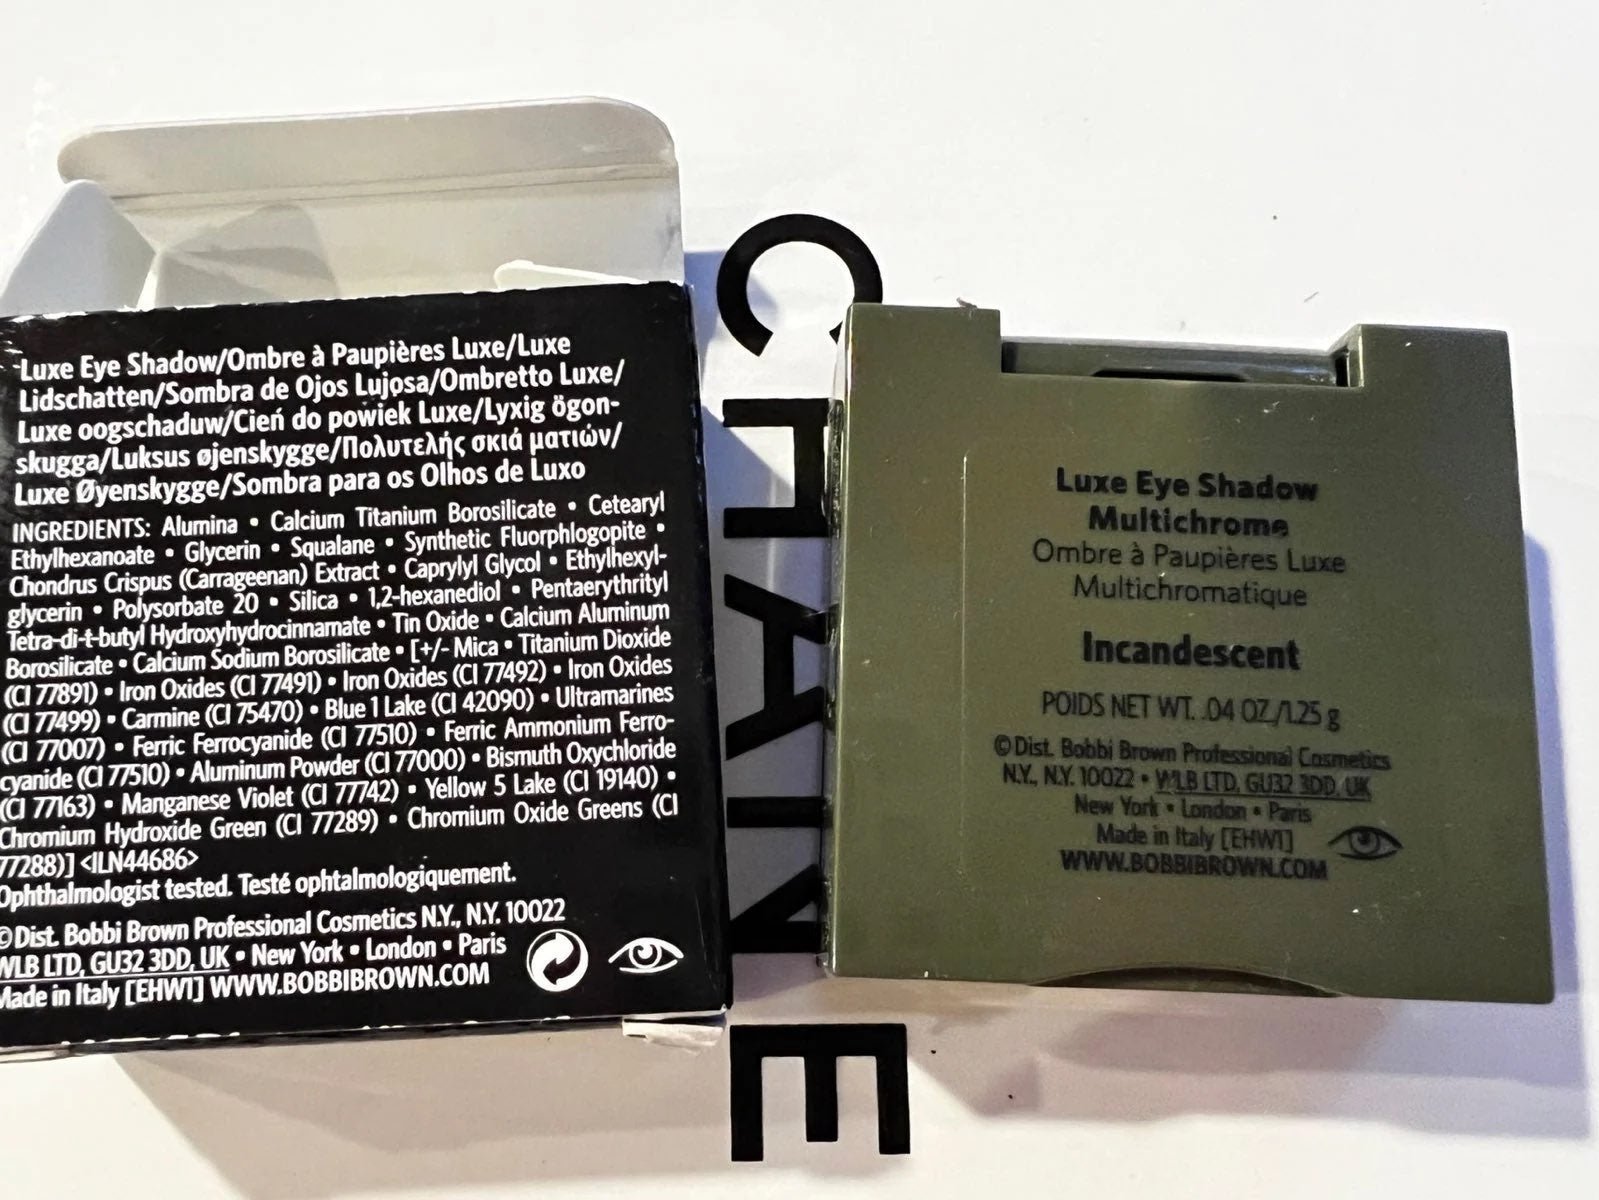 Luxe Eye Shadow/Ombre à Paupières Luxe/Luxe
Lidschatten/Sombra de Ojos Lujosa/Ombretto Luxe/
Luxe oogschaduw/Cień do powiek Luxe/Lyxig ögon-
skugga/Luksus øjenskygge/Πολυτελής σκιά ματιών/
Luxe Øyenskygge/Sombra para os Olhos de Luxo
INGREDIENTS: Alumina • Calcium Titanium Borosilicate • Cetearyl
Ethylhexanoate • Glycerin • Squalane • Synthetic Fluorphlogopite •
Chondrus Crispus (Carrageenan) Extract • Caprylyl Glycol • Ethylhexyl-
glycerin • Polysorbate 20 • Silica • 1,2-hexanediol • Pentaerythrityl
Tetra-di-t-butyl Hydroxyhydrocinnamate • Tin Oxide • Calcium Aluminum
Borosilicate • Calcium Sodium Borosilicate • [+/- Mica • Titanium Dioxide
(CI 77891) • Iron Oxides (CI 77491) • Iron Oxides (CI 77492) • Iron Oxides
(CI 77499) • Carmine (CI 75470) • Blue 1 Lake (CI 42090) • Ultramarines
(CI 77007) • Ferric Ferrocyanide (CI 77510) • Ferric Ammonium Ferro-
cyanide (CI 77510) • Aluminum Powder (CI 77000) • Bismuth Oxychloride
(CI 77163) • Manganese Violet (CI 77742) • Yellow 5 Lake (CI 19140) •
Chromium Hydroxide Green (CI 77289) • Chromium Oxide Greens (CI
77288)] <ILN44686>
Ophthalmologist tested. Testé ophtalmologiquement.
©Dist. Bobbi Brown Professional Cosmetics N.Y., N.Y. 10022
WLB LTD, GU32 3DD, UK • New York • London • Paris
Made in Italy [EHW1] WWW.BOBBIBROWN.COM
CHANE
Luxe Eye Shadow
Multichrome
Ombre à Paupières Luxe
Multichromatique
Incandescent
POIDS NET WT. .04 OZ./1.25 g
©Dist. Bobbi Brown Professional Cosmetics
N.Y., N.Y. 10022 • WLB LTD, GU32 3DD, UK
New York • London • Paris
Made in Italy [EHW1]
WWW.BOBBIBROWN.COM